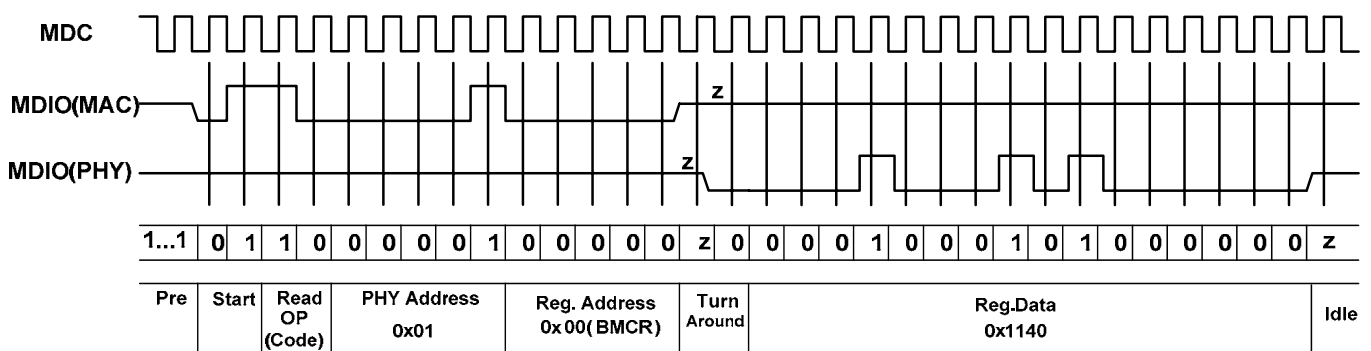 MDC
MDIO(MAC)
z
MDIO(PHY)
z
1...1 0 1 1 0 0 0 0 0 1 0 0 0 0 0 z 0 0 0 0 1 0 0 0 1 0 1 0 0 0 0 0 0 z
Pre
Start
Read
OP
(Code)
PHY Address
0x01
Reg. Address
0x00(BMCR)
Turn
Around
Reg.Data
0x1140
Idle